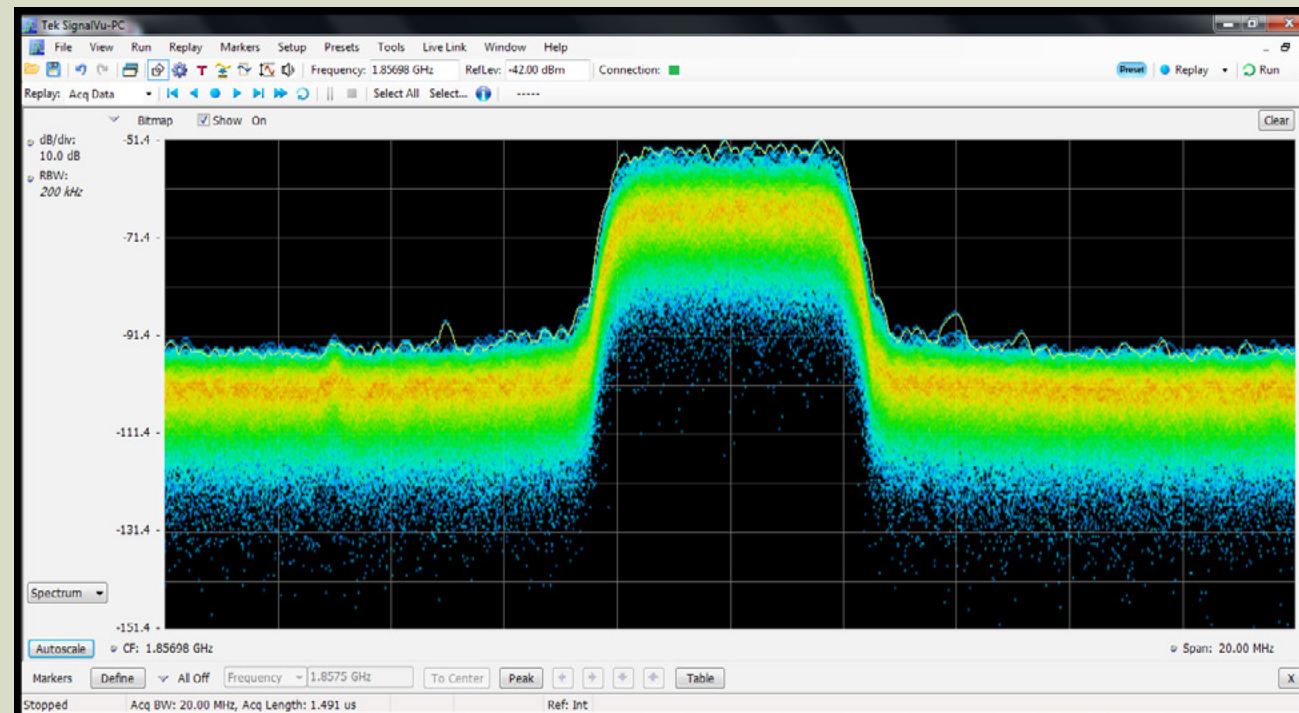 Tek SignalVu-PC
File View Run Replay Markers Setup Presets Tools Live Link Window Help
T Frequency: 1.85698 GHz RefLev: -42.00 dBm Connection: Preset Replay Run
Replay: Acq Data Select All Select... -----
Bitmap Show On Clear
dB/div:
10.0 dB
RBW:
200 kHz
-51.4
-71.4
-91.4
-111.4
-131.4
Spectrum
-151.4
Autoscale CF: 1.85698 GHz Span: 20.00 MHz
Markers Define All Off Frequency 1.8575 GHz To Center Peak Table X
Stopped Acq BW: 20.00 MHz, Acq Length: 1.491 us Ref: Int